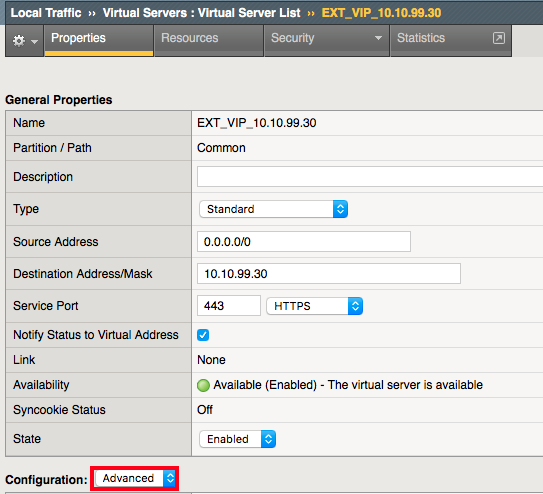 Local Traffic ›› Virtual Servers : Virtual Server List ›› EXT_VIP_10.10.99.30
Properties Resources Security Statistics
General Properties
Name EXT_VIP_10.10.99.30
Partition / Path Common
Description
Type Standard
Source Address 0.0.0.0/0
Destination Address/Mask 10.10.99.30
Service Port 443 HTTPS
Notify Status to Virtual Address
Link None
Availability Available (Enabled) - The virtual server is available
Syncookie Status Off
State Enabled
Configuration: Advanced